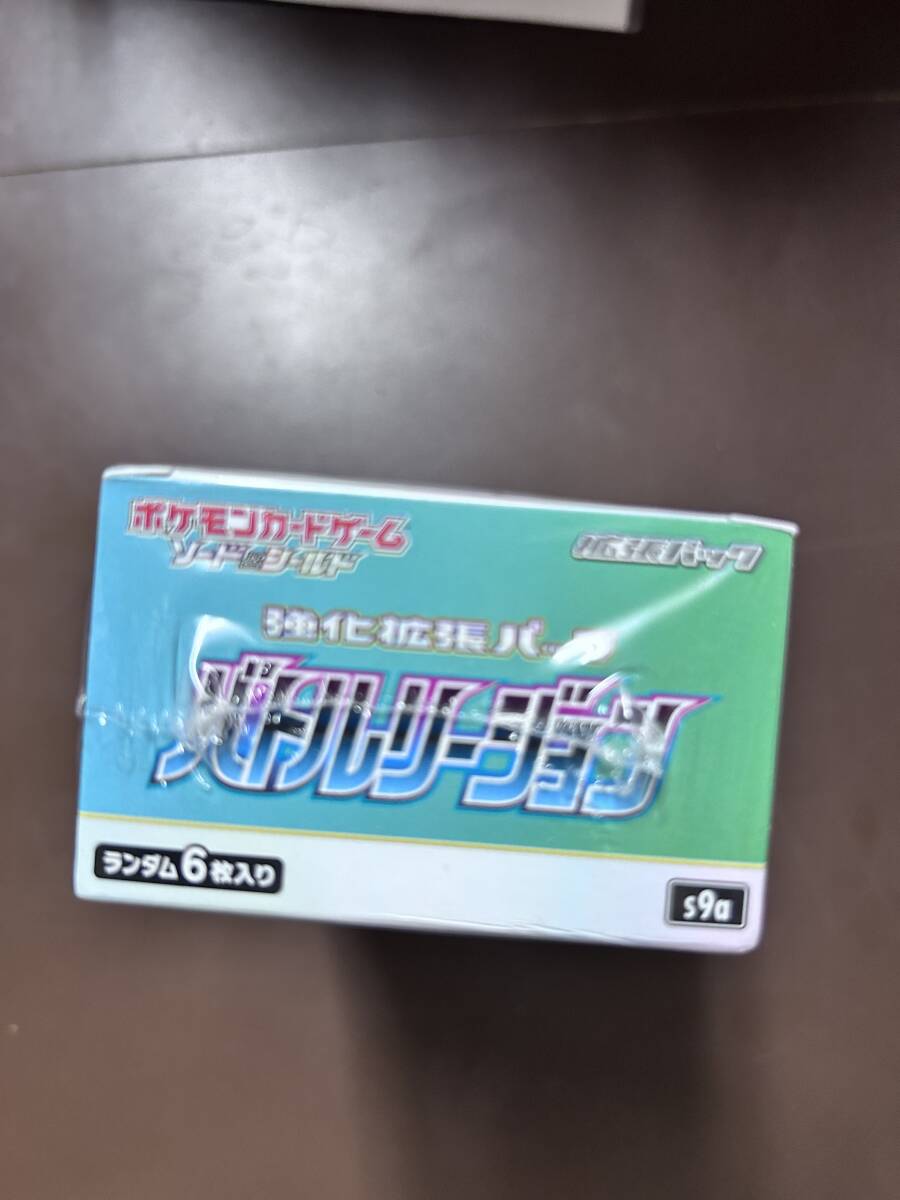 ポケモンカードゲーム
ソード&シールド
拡張パック
強化拡張パック
バトルリージョン
ランダム6枚入り
s9a